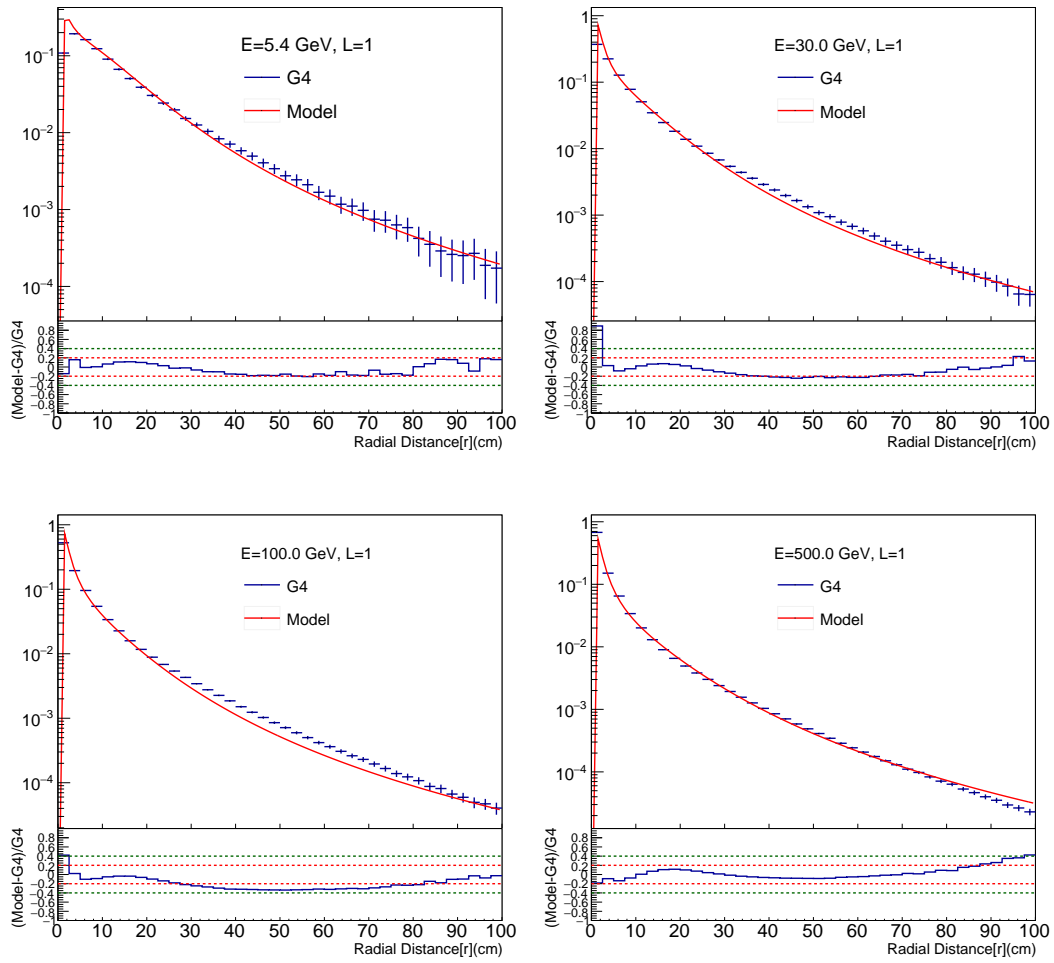 E=5.4 GeV, L=1
G4
Model
10⁻¹
10⁻²
10⁻³
10⁻⁴
(Model-G4)/G4
0.8
0.6
0.4
0.2
0
−0.2
−0.4
−0.6
−0.8
−1
0 10 20 30 40 50 60 70 80 90 100
Radial Distance[r](cm)
E=30.0 GeV, L=1
G4
Model
1
10⁻¹
10⁻²
10⁻³
10⁻⁴
(Model-G4)/G4
0.8
0.6
0.4
0.2
0
−0.2
−0.4
−0.6
−0.8
−1
0 10 20 30 40 50 60 70 80 90 100
Radial Distance[r](cm)
E=100.0 GeV, L=1
G4
Model
1
10⁻¹
10⁻²
10⁻³
10⁻⁴
(Model-G4)/G4
0.8
0.6
0.4
0.2
0
−0.2
−0.4
−0.6
−0.8
−1
0 10 20 30 40 50 60 70 80 90 100
Radial Distance[r](cm)
E=500.0 GeV, L=1
G4
Model
1
10⁻¹
10⁻²
10⁻³
10⁻⁴
(Model-G4)/G4
0.8
0.6
0.4
0.2
0
−0.2
−0.4
−0.6
−0.8
−1
0 10 20 30 40 50 60 70 80 90 100
Radial Distance[r](cm)